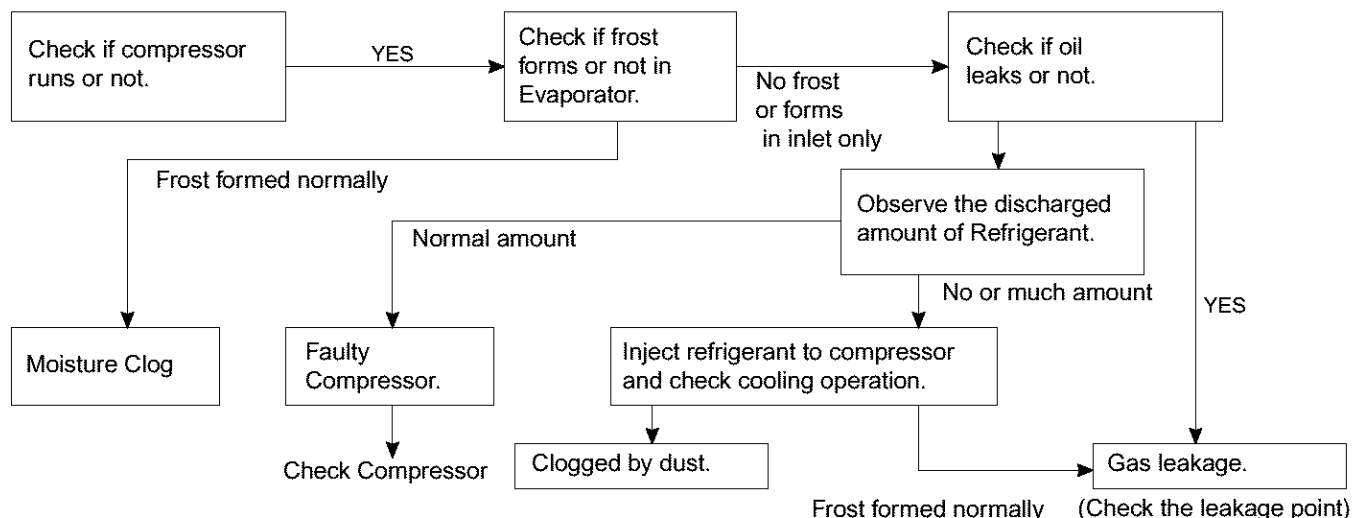 Check if compressor
runs or not.
YES
Check if frost
forms or not in
Evaporator.
No frost
or forms
in inlet only
Check if oil
leaks or not.
Frost formed normally
Observe the discharged
amount of Refrigerant.
Normal amount
No or much amount
YES
Moisture Clog
Faulty
Compressor.
Inject refrigerant to compressor
and check cooling operation.
Check Compressor
Clogged by dust.
Gas leakage.
Frost formed normally
(Check the leakage point)